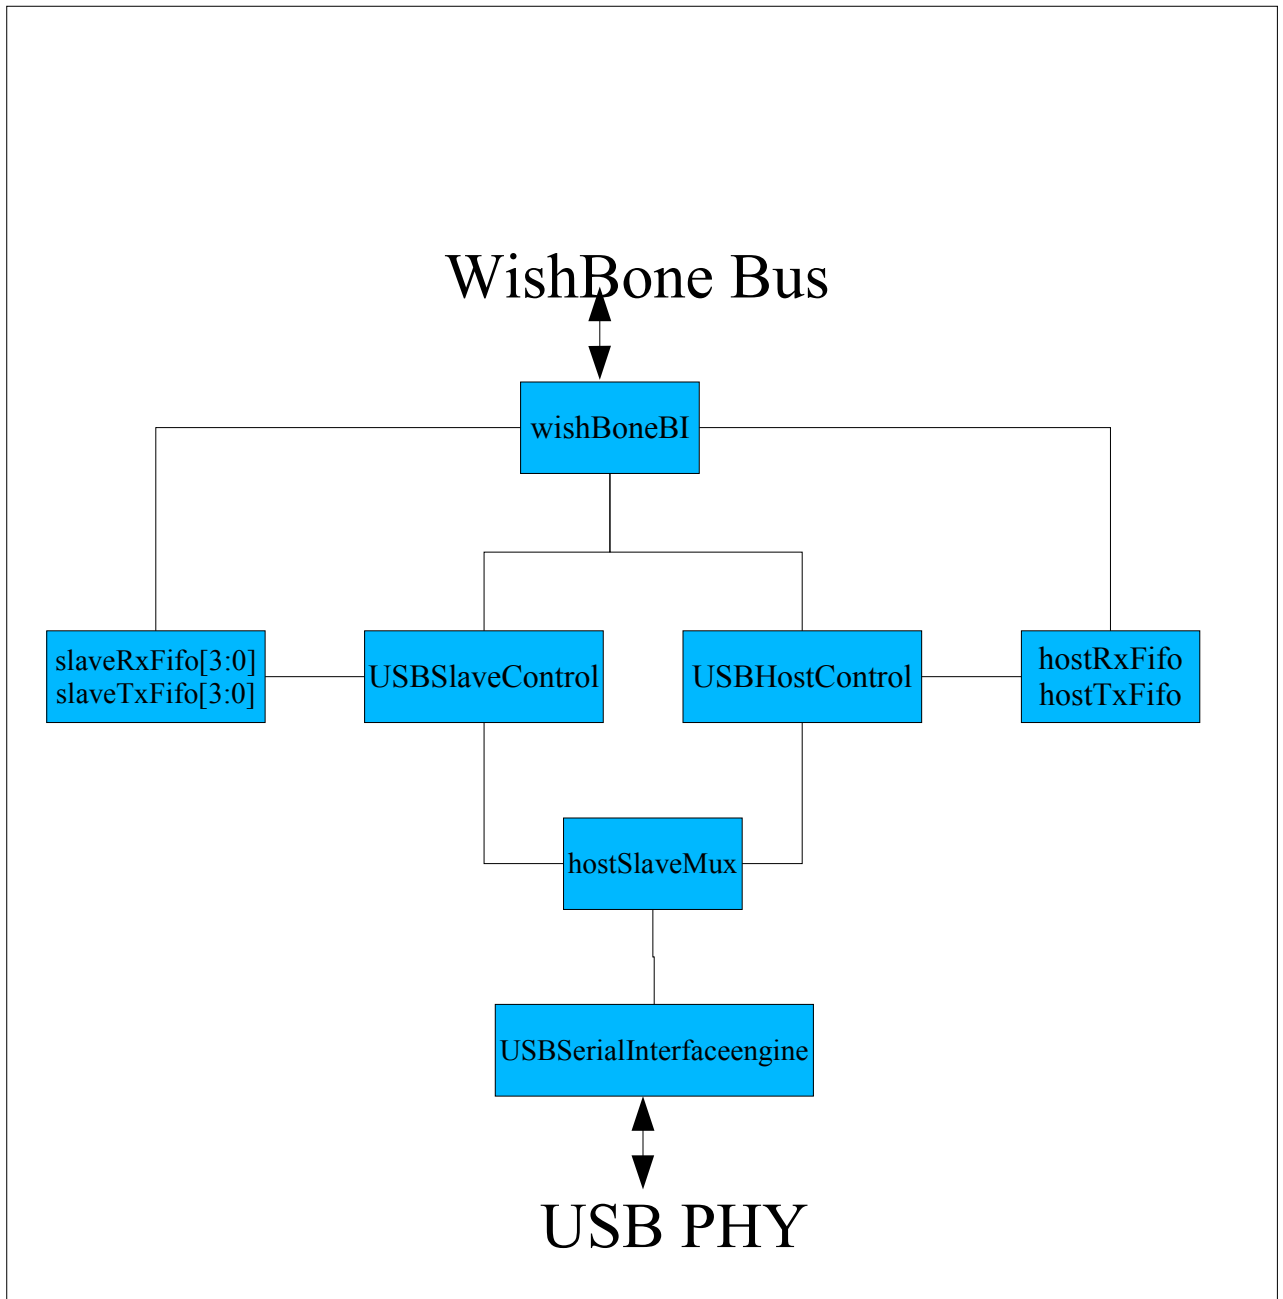 WishBone Bus
wishBoneBI
slaveRxFifo[3:0]
slaveTxFifo[3:0]
USBSlaveControl
USBHostControl
hostRxFifo
hostTxFifo
hostSlaveMux
USBSerialInterfaceengine
USB PHY